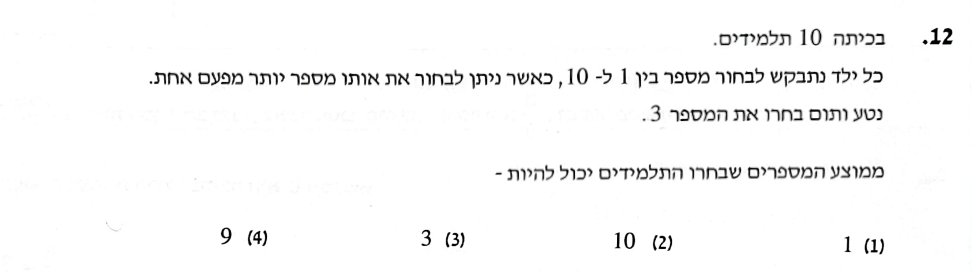 12. בכיתה 10 תלמידים.
כל ילד נתבקש לבחור מספר בין 1 ל- 10, כאשר ניתן לבחור את אותו מספר יותר מפעם אחת.
נטע ותום בחרו את המספר 3.
ממוצע המספרים שבחרו התלמידים יכול להיות -
(1) 1 (2) 10 (3) 3 (4) 9